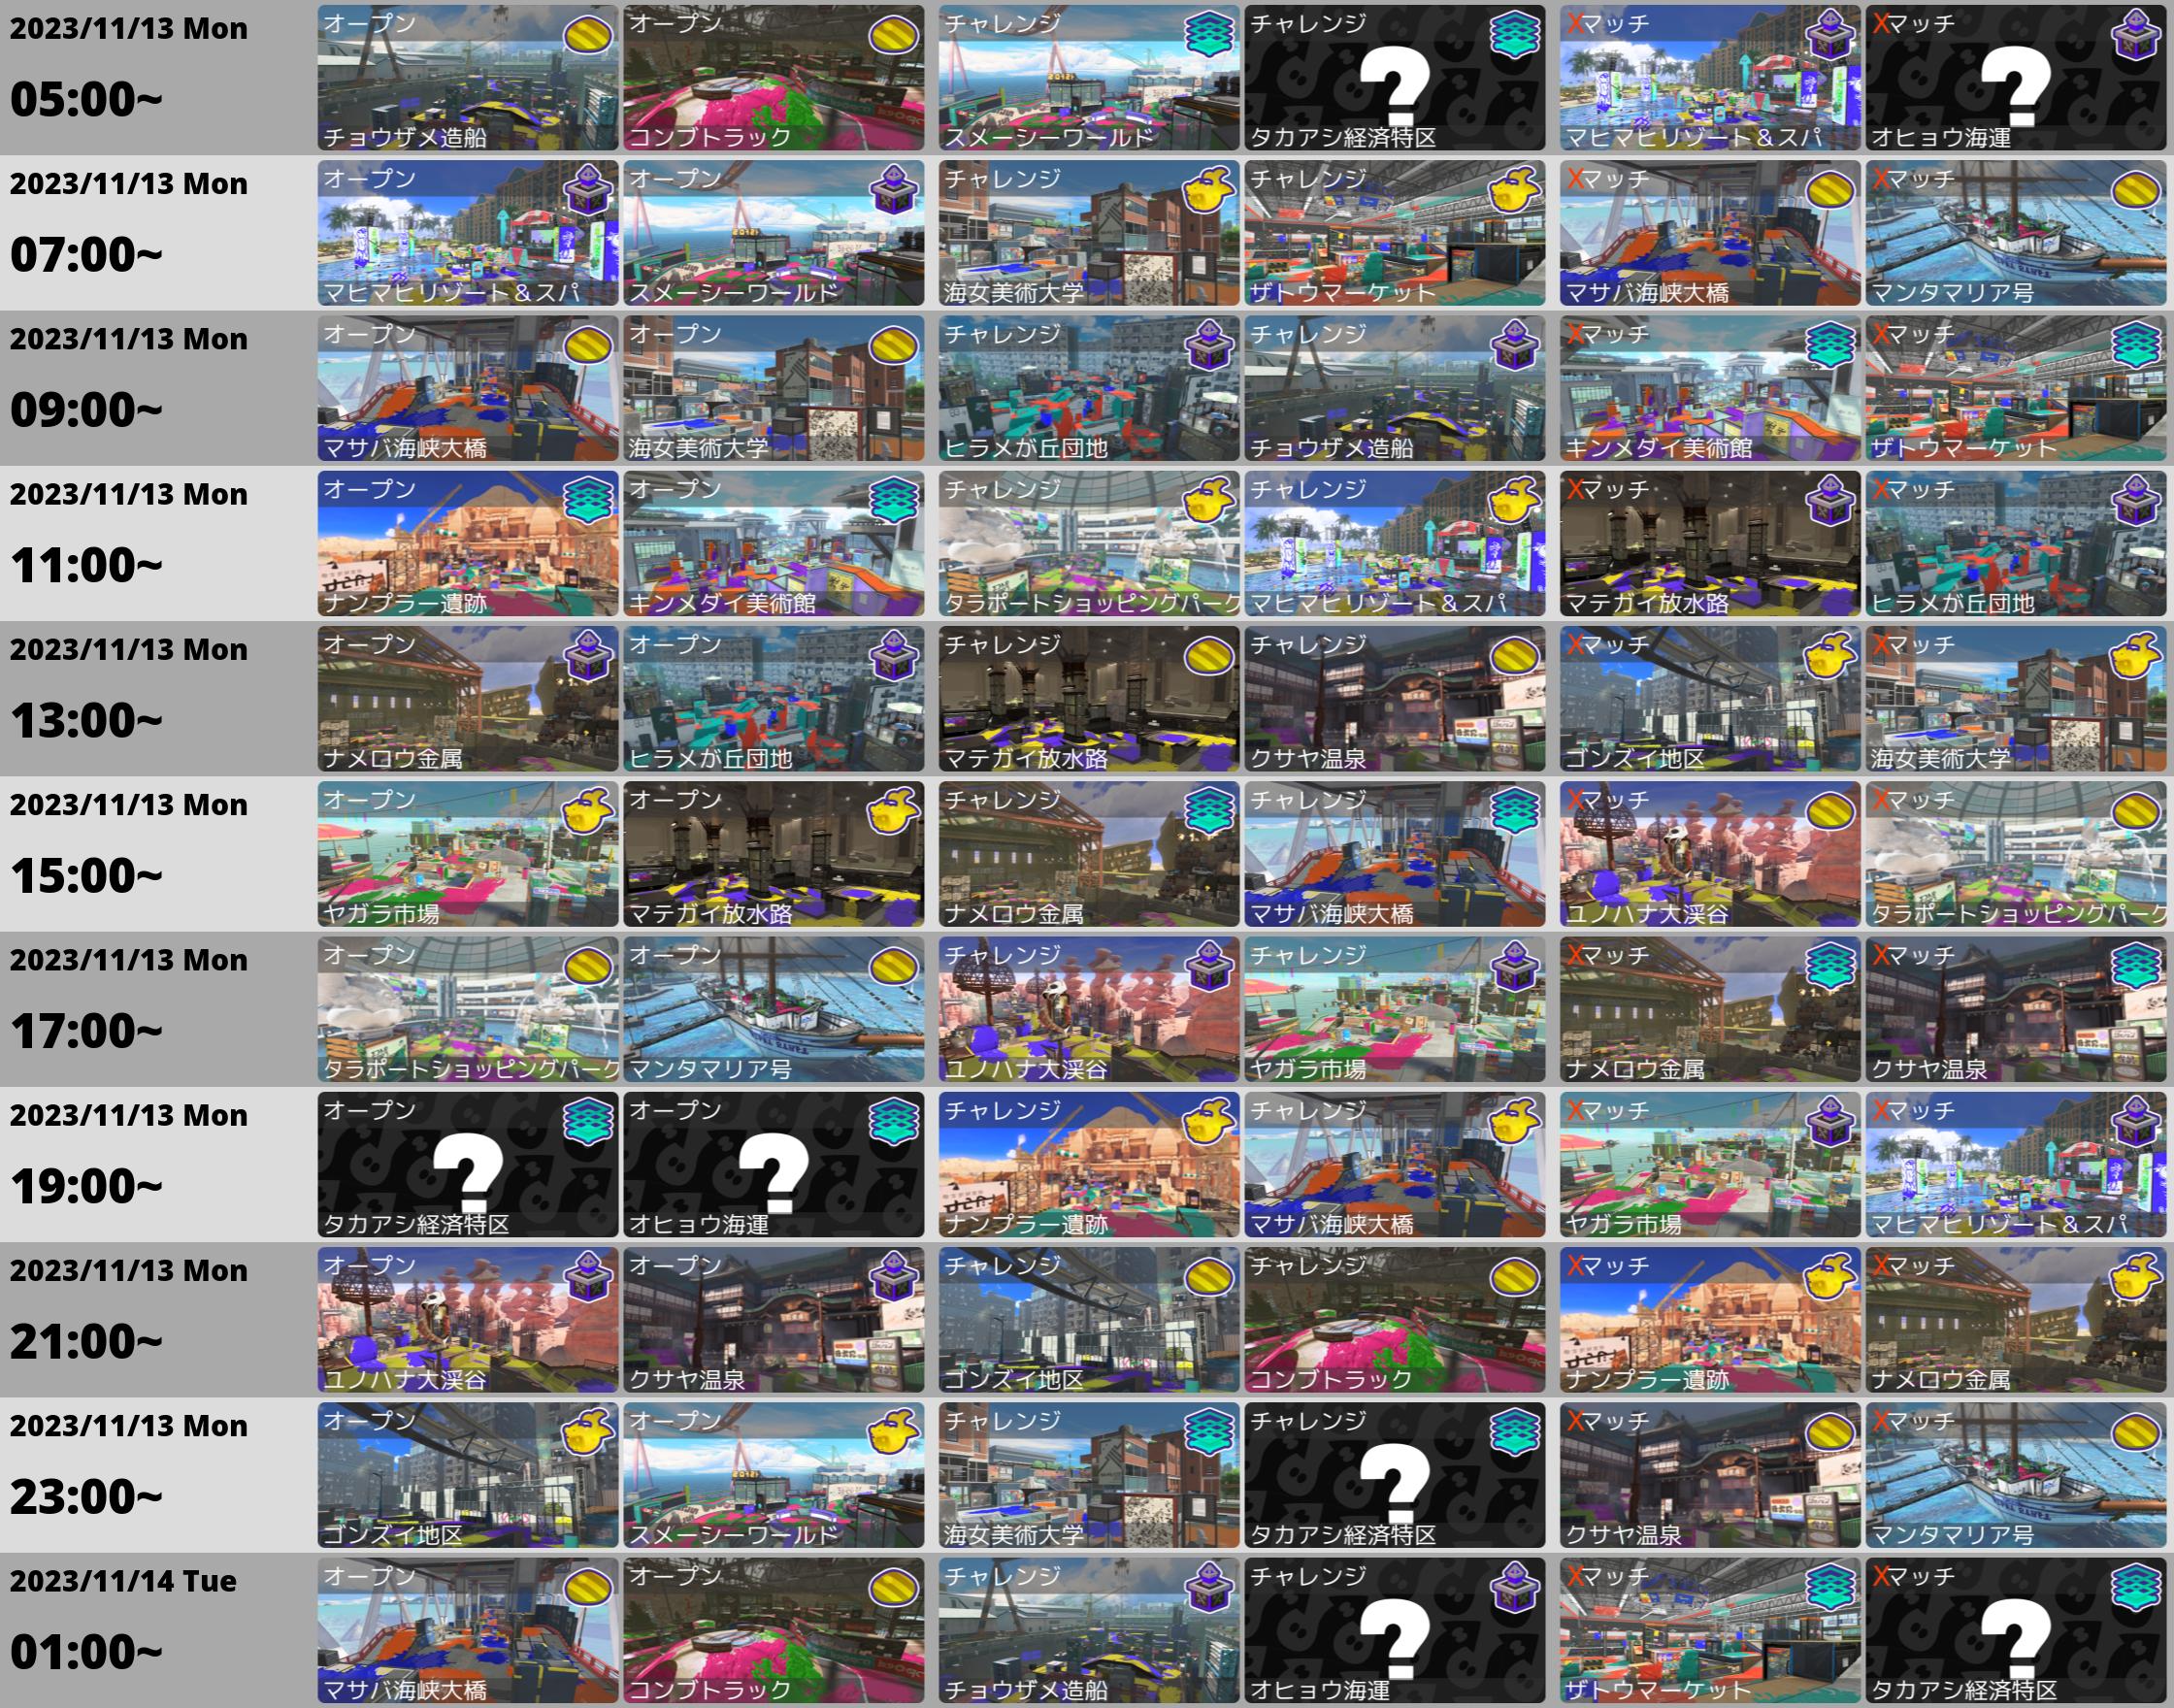 2023/11/13 Mon
05:00~
オープン
チョウザメ造船
オープン
コンブトラック
チャレンジ
スメーシーワールド
チャレンジ
タカアシ経済特区
Xマッチ
マヒマヒリゾート＆スパ
Xマッチ
オヒョウ海運
2023/11/13 Mon
07:00~
オープン
マヒマヒリゾート＆スパ
オープン
スメーシーワールド
チャレンジ
海女美術大学
チャレンジ
ザトウマーケット
Xマッチ
マサバ海峡大橋
Xマッチ
マンタマリア号
2023/11/13 Mon
09:00~
オープン
マサバ海峡大橋
オープン
海女美術大学
チャレンジ
ヒラメが丘団地
チャレンジ
チョウザメ造船
Xマッチ
キンメダイ美術館
Xマッチ
ザトウマーケット
2023/11/13 Mon
11:00~
オープン
ナンプラー遺跡
オープン
キンメダイ美術館
チャレンジ
タラポートショッピングパーク
チャレンジ
マヒマヒリゾート＆スパ
Xマッチ
マテガイ放水路
Xマッチ
ヒラメが丘団地
2023/11/13 Mon
13:00~
オープン
ナメロウ金属
オープン
ヒラメが丘団地
チャレンジ
マテガイ放水路
チャレンジ
クサヤ温泉
Xマッチ
ゴンズイ地区
Xマッチ
海女美術大学
2023/11/13 Mon
15:00~
オープン
ヤガラ市場
オープン
マテガイ放水路
チャレンジ
ナメロウ金属
チャレンジ
マサバ海峡大橋
Xマッチ
ユノハナ大渓谷
Xマッチ
タラポートショッピングパーク
2023/11/13 Mon
17:00~
オープン
タラポートショッピングパーク
オープン
マンタマリア号
チャレンジ
ユノハナ大渓谷
チャレンジ
ヤガラ市場
Xマッチ
ナメロウ金属
Xマッチ
クサヤ温泉
2023/11/13 Mon
19:00~
オープン
タカアシ経済特区
オープン
オヒョウ海運
チャレンジ
ナンプラー遺跡
チャレンジ
マサバ海峡大橋
Xマッチ
ヤガラ市場
Xマッチ
マヒマヒリゾート＆スパ
2023/11/13 Mon
21:00~
オープン
ユノハナ大渓谷
オープン
クサヤ温泉
チャレンジ
ゴンズイ地区
チャレンジ
コンブトラック
Xマッチ
ナンプラー遺跡
Xマッチ
ナメロウ金属
2023/11/13 Mon
23:00~
オープン
ゴンズイ地区
オープン
スメーシーワールド
チャレンジ
海女美術大学
チャレンジ
タカアシ経済特区
Xマッチ
クサヤ温泉
Xマッチ
マンタマリア号
2023/11/14 Tue
01:00~
オープン
マサバ海峡大橋
オープン
コンブトラック
チャレンジ
チョウザメ造船
チャレンジ
オヒョウ海運
Xマッチ
ザトウマーケット
Xマッチ
タカアシ経済特区